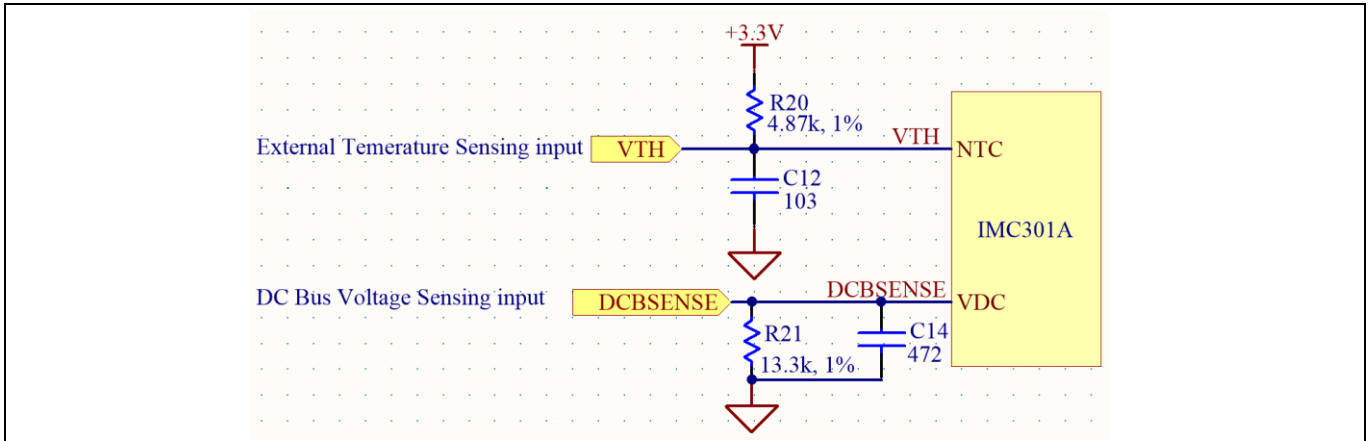 +3.3V
R20
4.87k, 1%
External Temerature Sensing input
VTH
VTH
NTC
C12
103
IMC301A
DC Bus Voltage Sensing input
DCBSENSE
DCBSENSE
VDC
R21
13.3k, 1%
C14
472